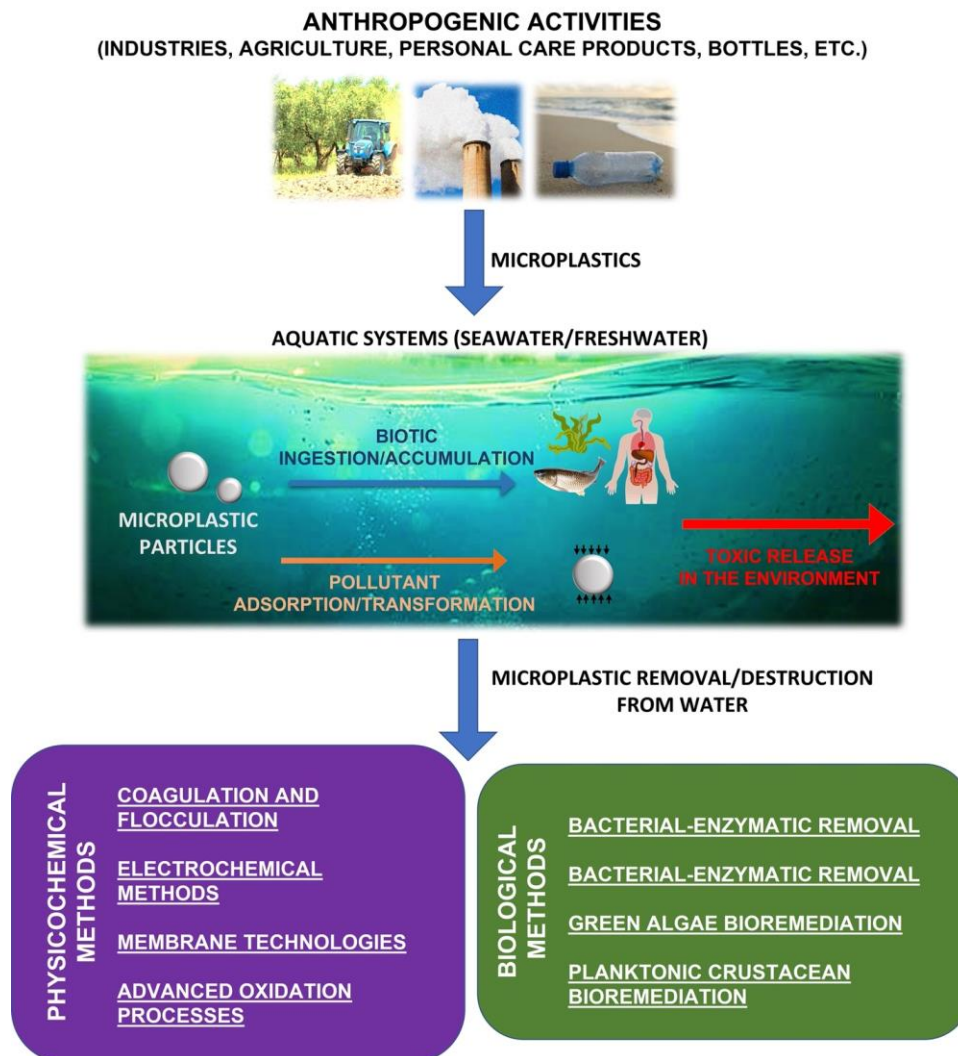 ANTHROPOGENIC ACTIVITIES
(INDUSTRIES, AGRICULTURE, PERSONAL CARE PRODUCTS, BOTTLES, ETC.)
MICROPLASTICS
AQUATIC SYSTEMS (SEAWATER/FRESHWATER)
BIOTIC
INGESTION/ACCUMULATION
MICROPLASTIC
PARTICLES
POLLUTANT
ADSORPTION/TRANSFORMATION
TOXIC RELEASE
IN THE ENVIRONMENT
MICROPLASTIC REMOVAL/DESTRUCTION
FROM WATER
PHYSICOCHEMICAL
METHODS
COAGULATION AND
FLOCCULATION
ELECTROCHEMICAL
METHODS
MEMBRANE TECHNOLOGIES
ADVANCED OXIDATION
PROCESSES
BIOLOGICAL
METHODS
BACTERIAL-ENZYMATIC REMOVAL
BACTERIAL-ENZYMATIC REMOVAL
GREEN ALGAE BIOREMEDIATION
PLANKTONIC CRUSTACEAN
BIOREMEDIATION